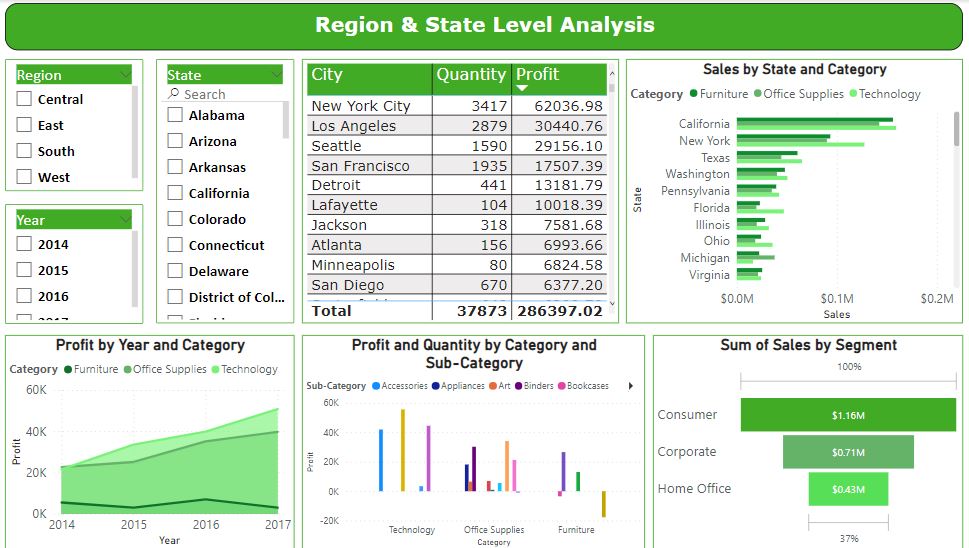 Region & State Level Analysis
Region
Central
East
South
West
Year
2014
2015
2016
2017
State
Search
Alabama
Arizona
Arkansas
California
Colorado
Connecticut
Delaware
District of Col...
City Quantity Profit
New York City 3417 62036.98
Los Angeles 2879 30440.76
Seattle 1590 29156.10
San Francisco 1935 17507.39
Detroit 441 13181.79
Lafayette 104 10018.39
Jackson 318 7581.68
Atlanta 156 6993.66
Minneapolis 80 6824.58
San Diego 670 6377.20
Total 37873 286397.02
Sales by State and Category
Category Furniture Office Supplies Technology
State
California
New York
Texas
Washington
Pennsylvania
Florida
Illinois
Ohio
Michigan
Virginia
$0.0M $0.1M $0.2M
Sales
Profit by Year and Category
Category Furniture Office Supplies Technology
Profit
60K
40K
20K
0K
2014 2015 2016 2017
Year
Profit and Quantity by Category and
Sub-Category
Sub-Category Accessories Appliances Art Binders Bookcases
Profit
60K
40K
20K
0K
-20K
Technology Office Supplies Furniture
Category
Sum of Sales by Segment
100%
Consumer $1.16M
Corporate $0.71M
Home Office $0.43M
37%